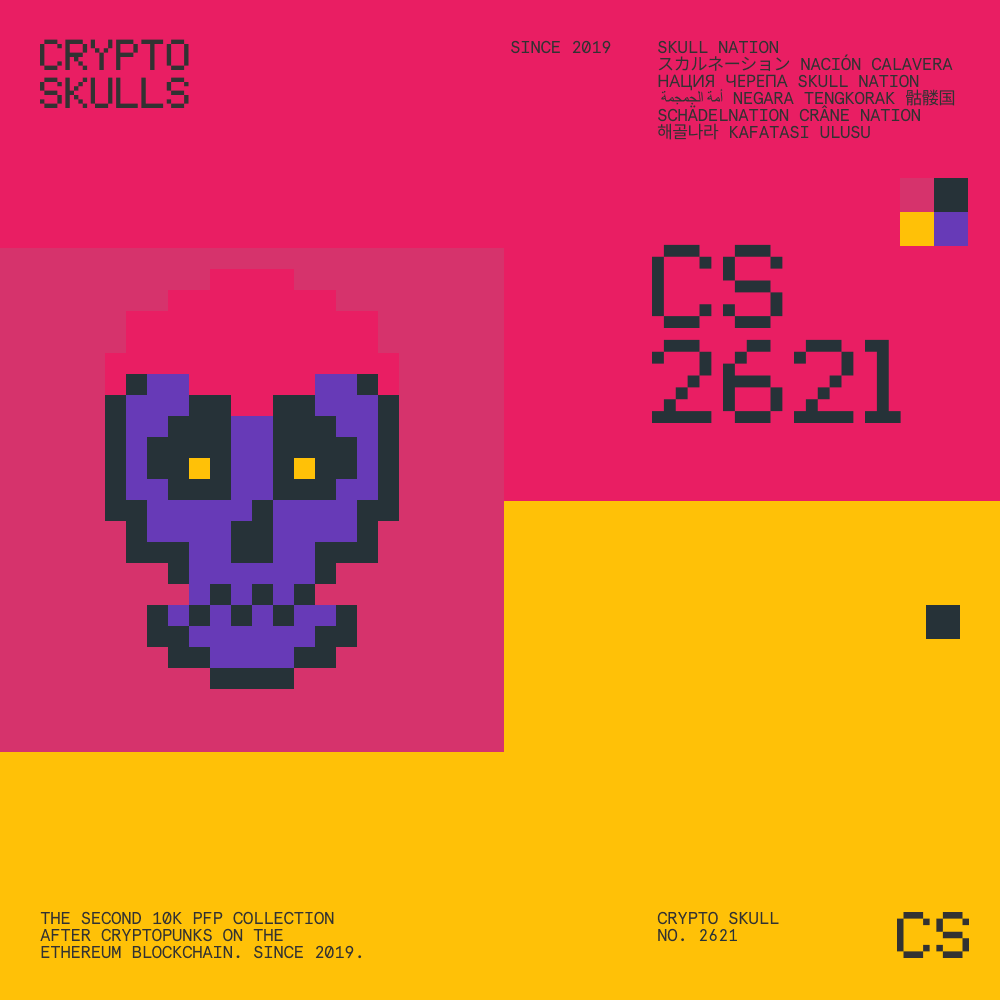 CRYPTO
SKULLS
SINCE 2019
SKULL NATION
スカルネーション NACIÓN CALAVERA
НАЦИЯ ЧЕРЕПА SKULL NATION
أمة الجمجمة NEGARA TENGKORAK 骷髅国
SCHÄDELNATION CRÂNE NATION
해골나라 KAFATASI ULUSU
CS
2621
THE SECOND 10K PFP COLLECTION
AFTER CRYPTOPUNKS ON THE
ETHEREUM BLOCKCHAIN. SINCE 2019.
CRYPTO SKULL
NO. 2621
CS